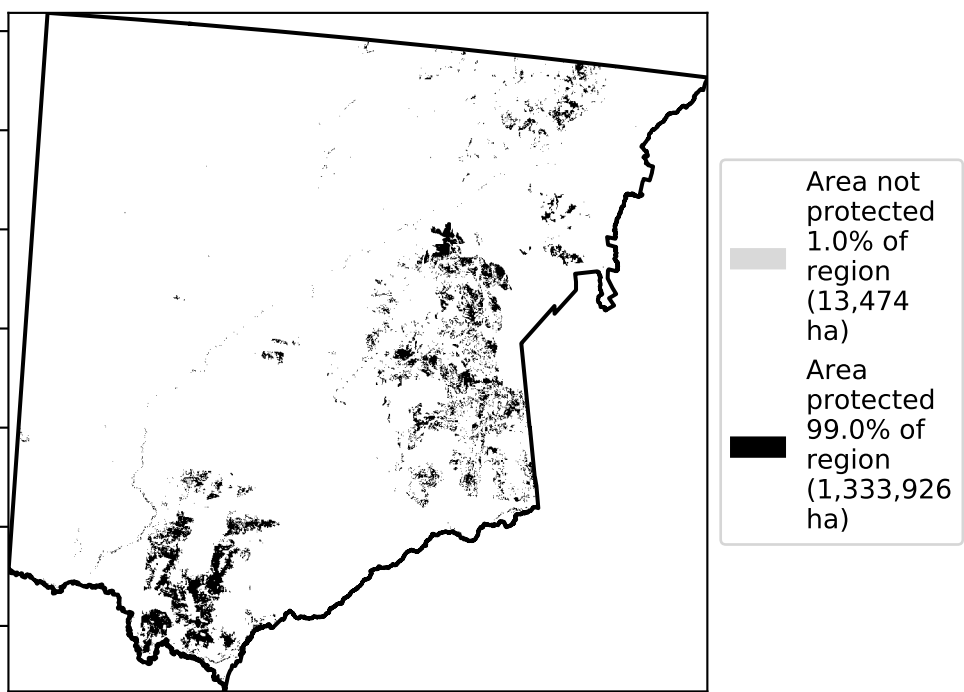 Area not
protected
1.0% of
region
(13,474
ha)
Area
protected
99.0% of
region
(1,333,926
ha)